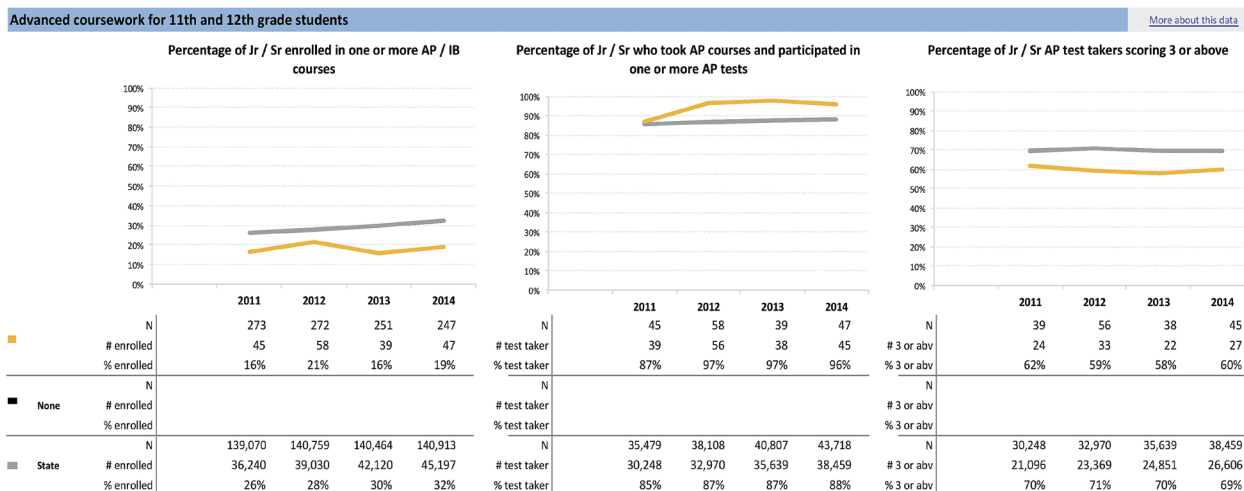 Advanced coursework for 11th and 12th grade students
More about this data
Percentage of Jr / Sr enrolled in one or more AP / IB
courses
100%
90%
80%
70%
60%
50%
40%
30%
20%
10%
0%
2011 2012 2013 2014
Percentage of Jr / Sr who took AP courses and participated in
one or more AP tests
100%
90%
80%
70%
60%
50%
40%
30%
20%
10%
0%
2011 2012 2013 2014
Percentage of Jr / Sr AP test takers scoring 3 or above
100%
90%
80%
70%
60%
50%
40%
30%
20%
10%
0%
2011 2012 2013 2014
N 273 272 251 247 N 45 58 39 47 N 39 56 38 45
# enrolled 45 58 39 47 # test taker 39 56 38 45 # 3 or abv 24 33 22 27
% enrolled 16% 21% 16% 19% % test taker 87% 97% 97% 96% % 3 or abv 62% 59% 58% 60%
N N N
None # enrolled # test taker # 3 or abv
% enrolled % test taker % 3 or abv
N 139,070 140,759 140,464 140,913 N 35,479 38,108 40,807 43,718 N 30,248 32,970 35,639 38,459
State # enrolled 36,240 39,030 42,120 45,197 # test taker 30,248 32,970 35,639 38,459 # 3 or abv 21,096 23,369 24,851 26,606
% enrolled 26% 28% 30% 32% % test taker 85% 87% 87% 88% % 3 or abv 70% 71% 70% 69%